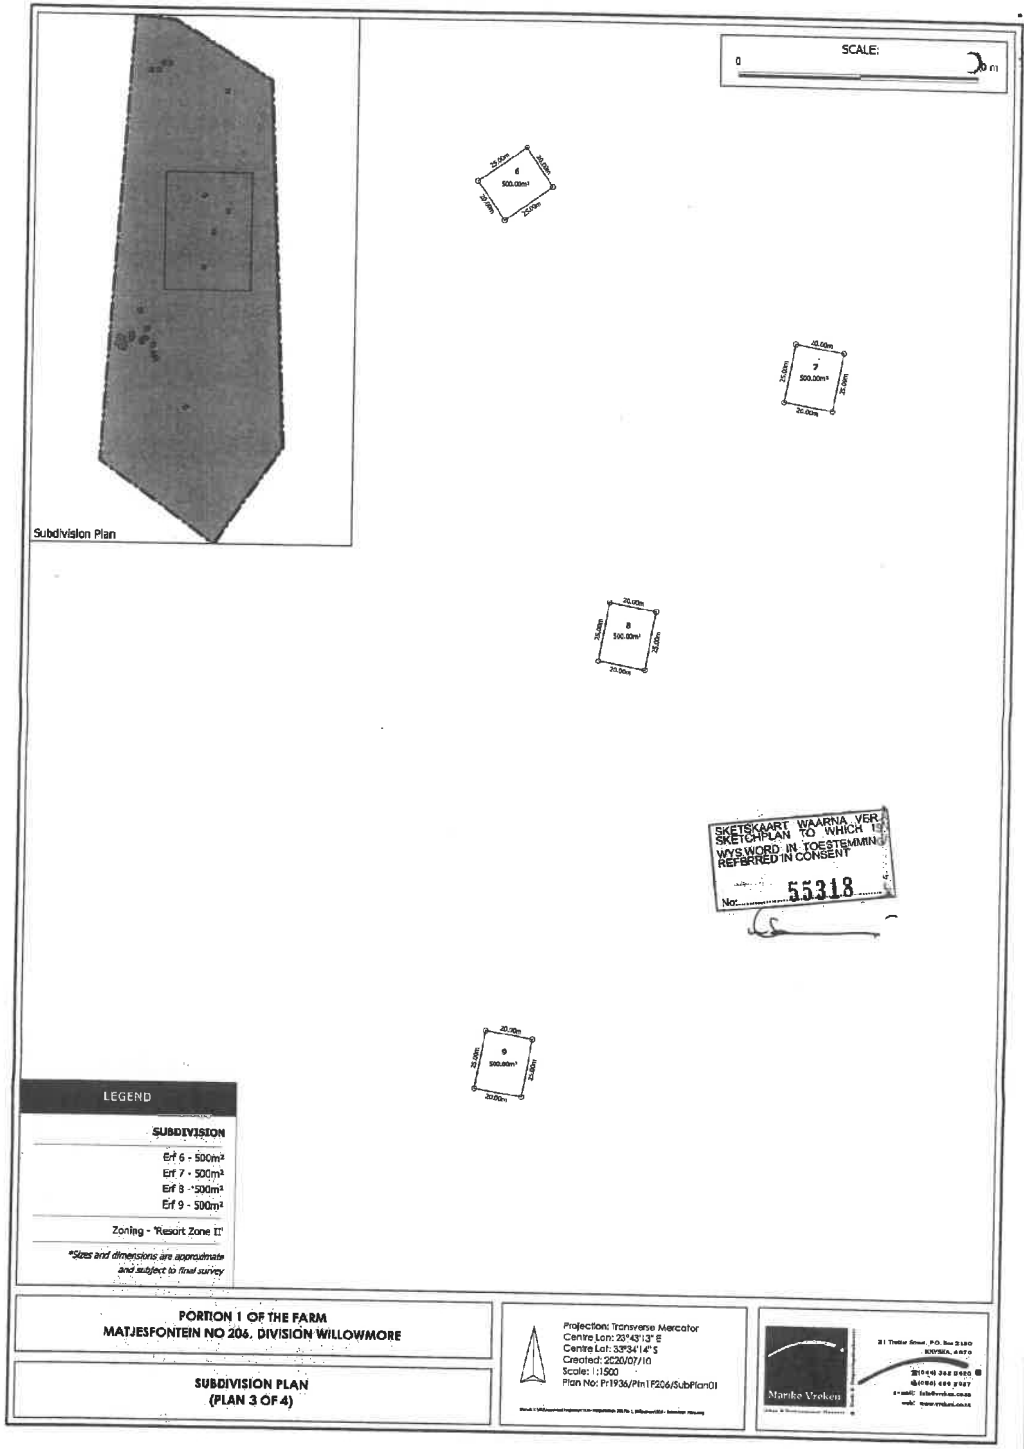 SCALE:
0
m
Subdivision Plan
25.00m
20.00m
6
500.00m²
20.00m
25.00m
20.00m
7
500.00m²
25.00m
25.00m
20.00m
20.00m
8
500.00m²
25.00m
25.00m
20.00m
SKETSKAART WAARNA VER
SKETCHPLAN TO WHICH IS
WYS WORD IN TOESTEMMING
REFERRED IN CONSENT
No: 55318
20.00m
9
500.00m²
25.00m
25.00m
20.00m
LEGEND
SUBDIVISION
Erf 6 - 500m²
Erf 7 - 500m²
Erf 8 - 500m²
Erf 9 - 500m²
Zoning - 'Resort Zone II'
*Sizes and dimensions are approximate
and subject to final survey
PORTION 1 OF THE FARM
MATJESFONTEIN NO 206, DIVISION WILLOWMORE
SUBDIVISION PLAN
(PLAN 3 OF 4)
Projection: Transverse Mercator
Centre Lon: 23°43'13" E
Centre Lat: 33°34'14" S
Created: 2020/07/10
Scale: 1:1500
Plan No: Pr1936/Ptn1F206/SubPlan01
Marike Vreken